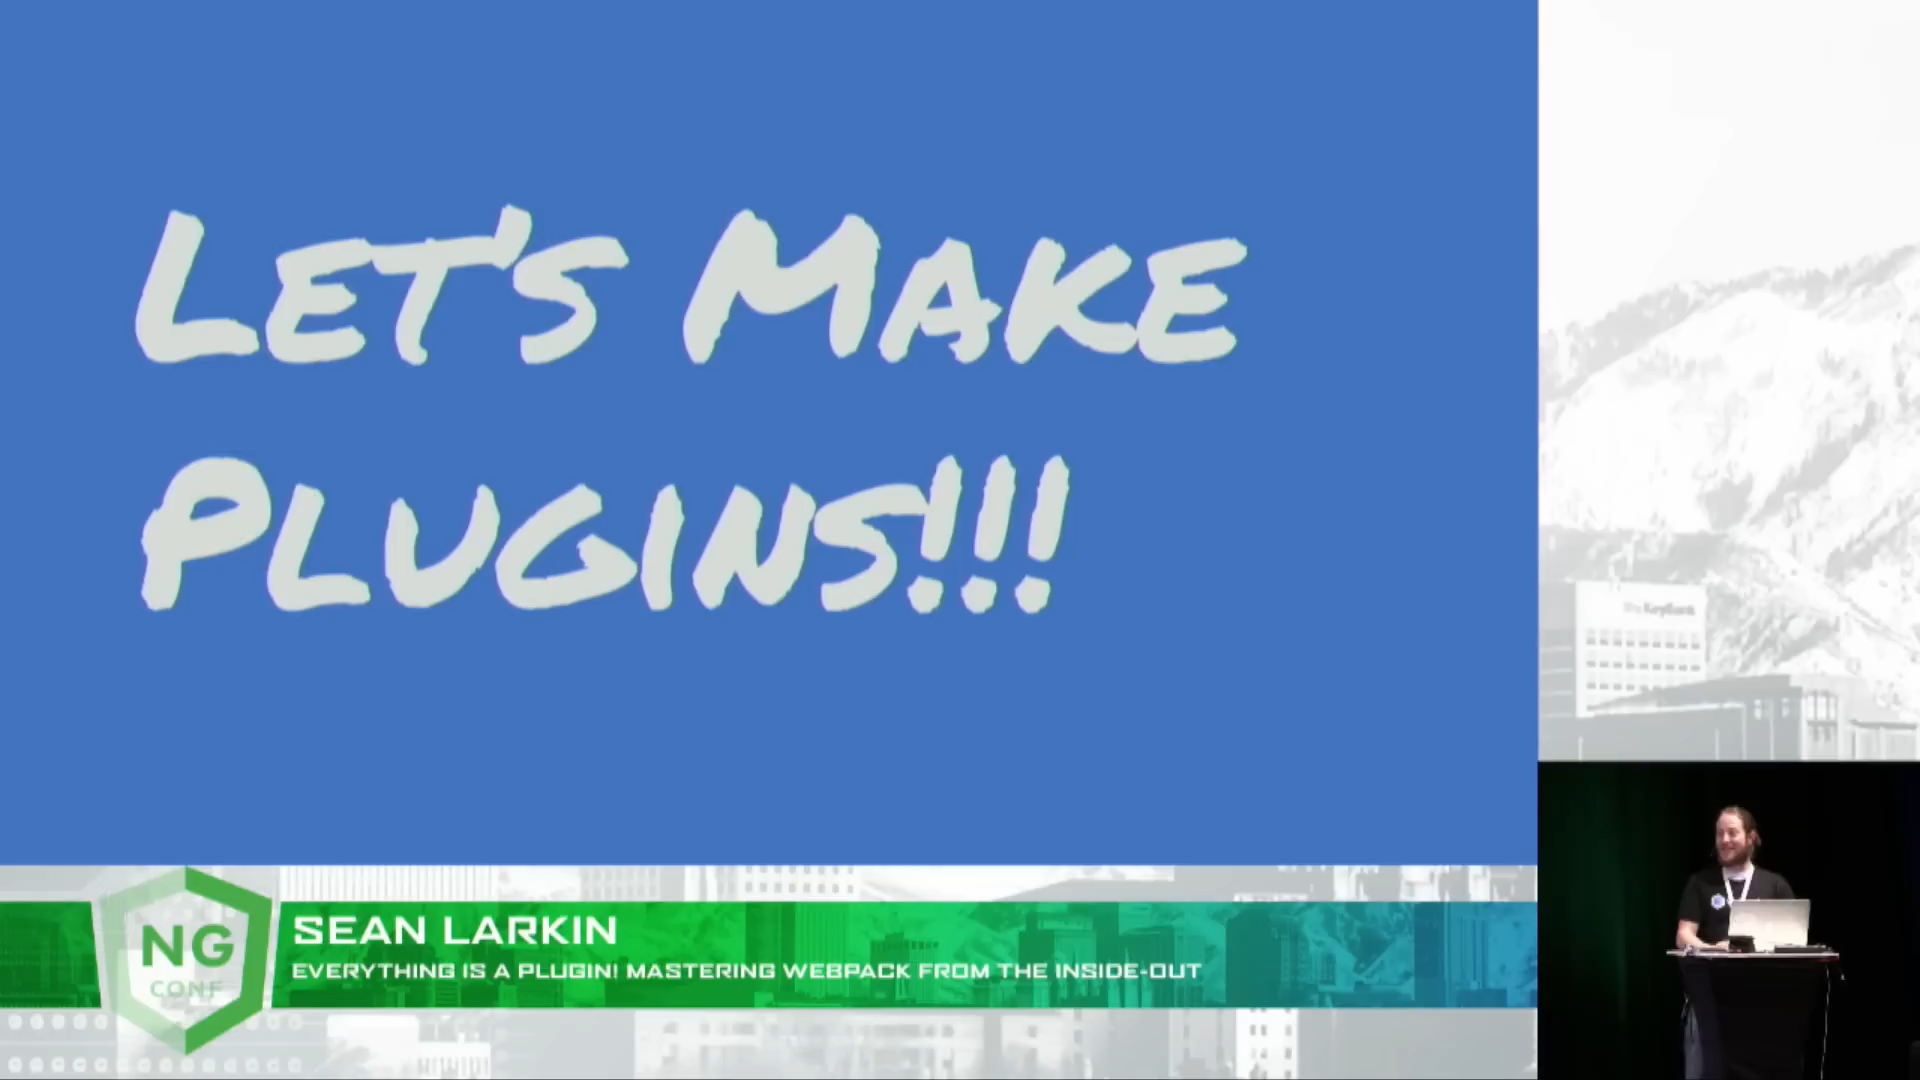 LET'S MAKE
PLUGINS!!!
KeyBank
NG
CONF
SEAN LARKIN
EVERYTHING IS A PLUGIN! MASTERING WEBPACK FROM THE INSIDE-OUT